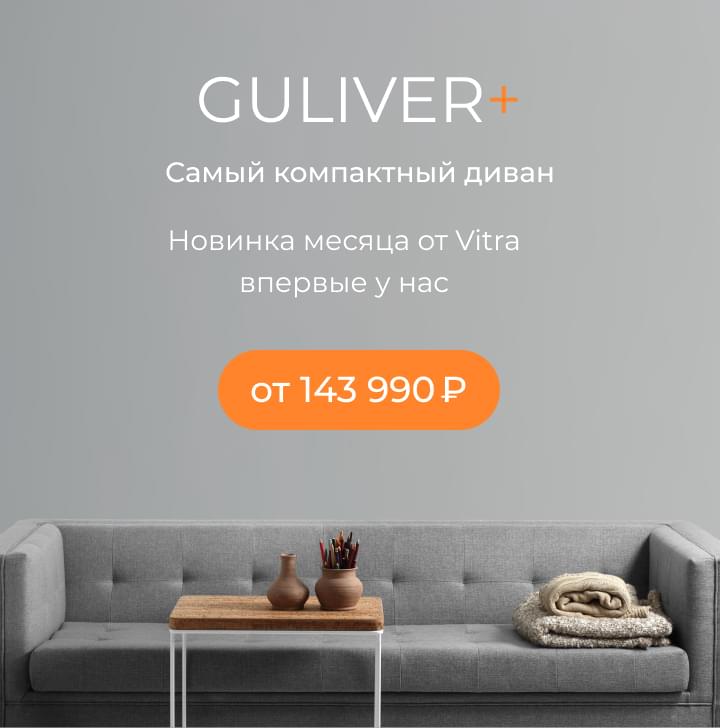 GULIVER+
Самый компактный диван
Новинка месяца от Vitra
впервые у нас
от 143 990 ₽